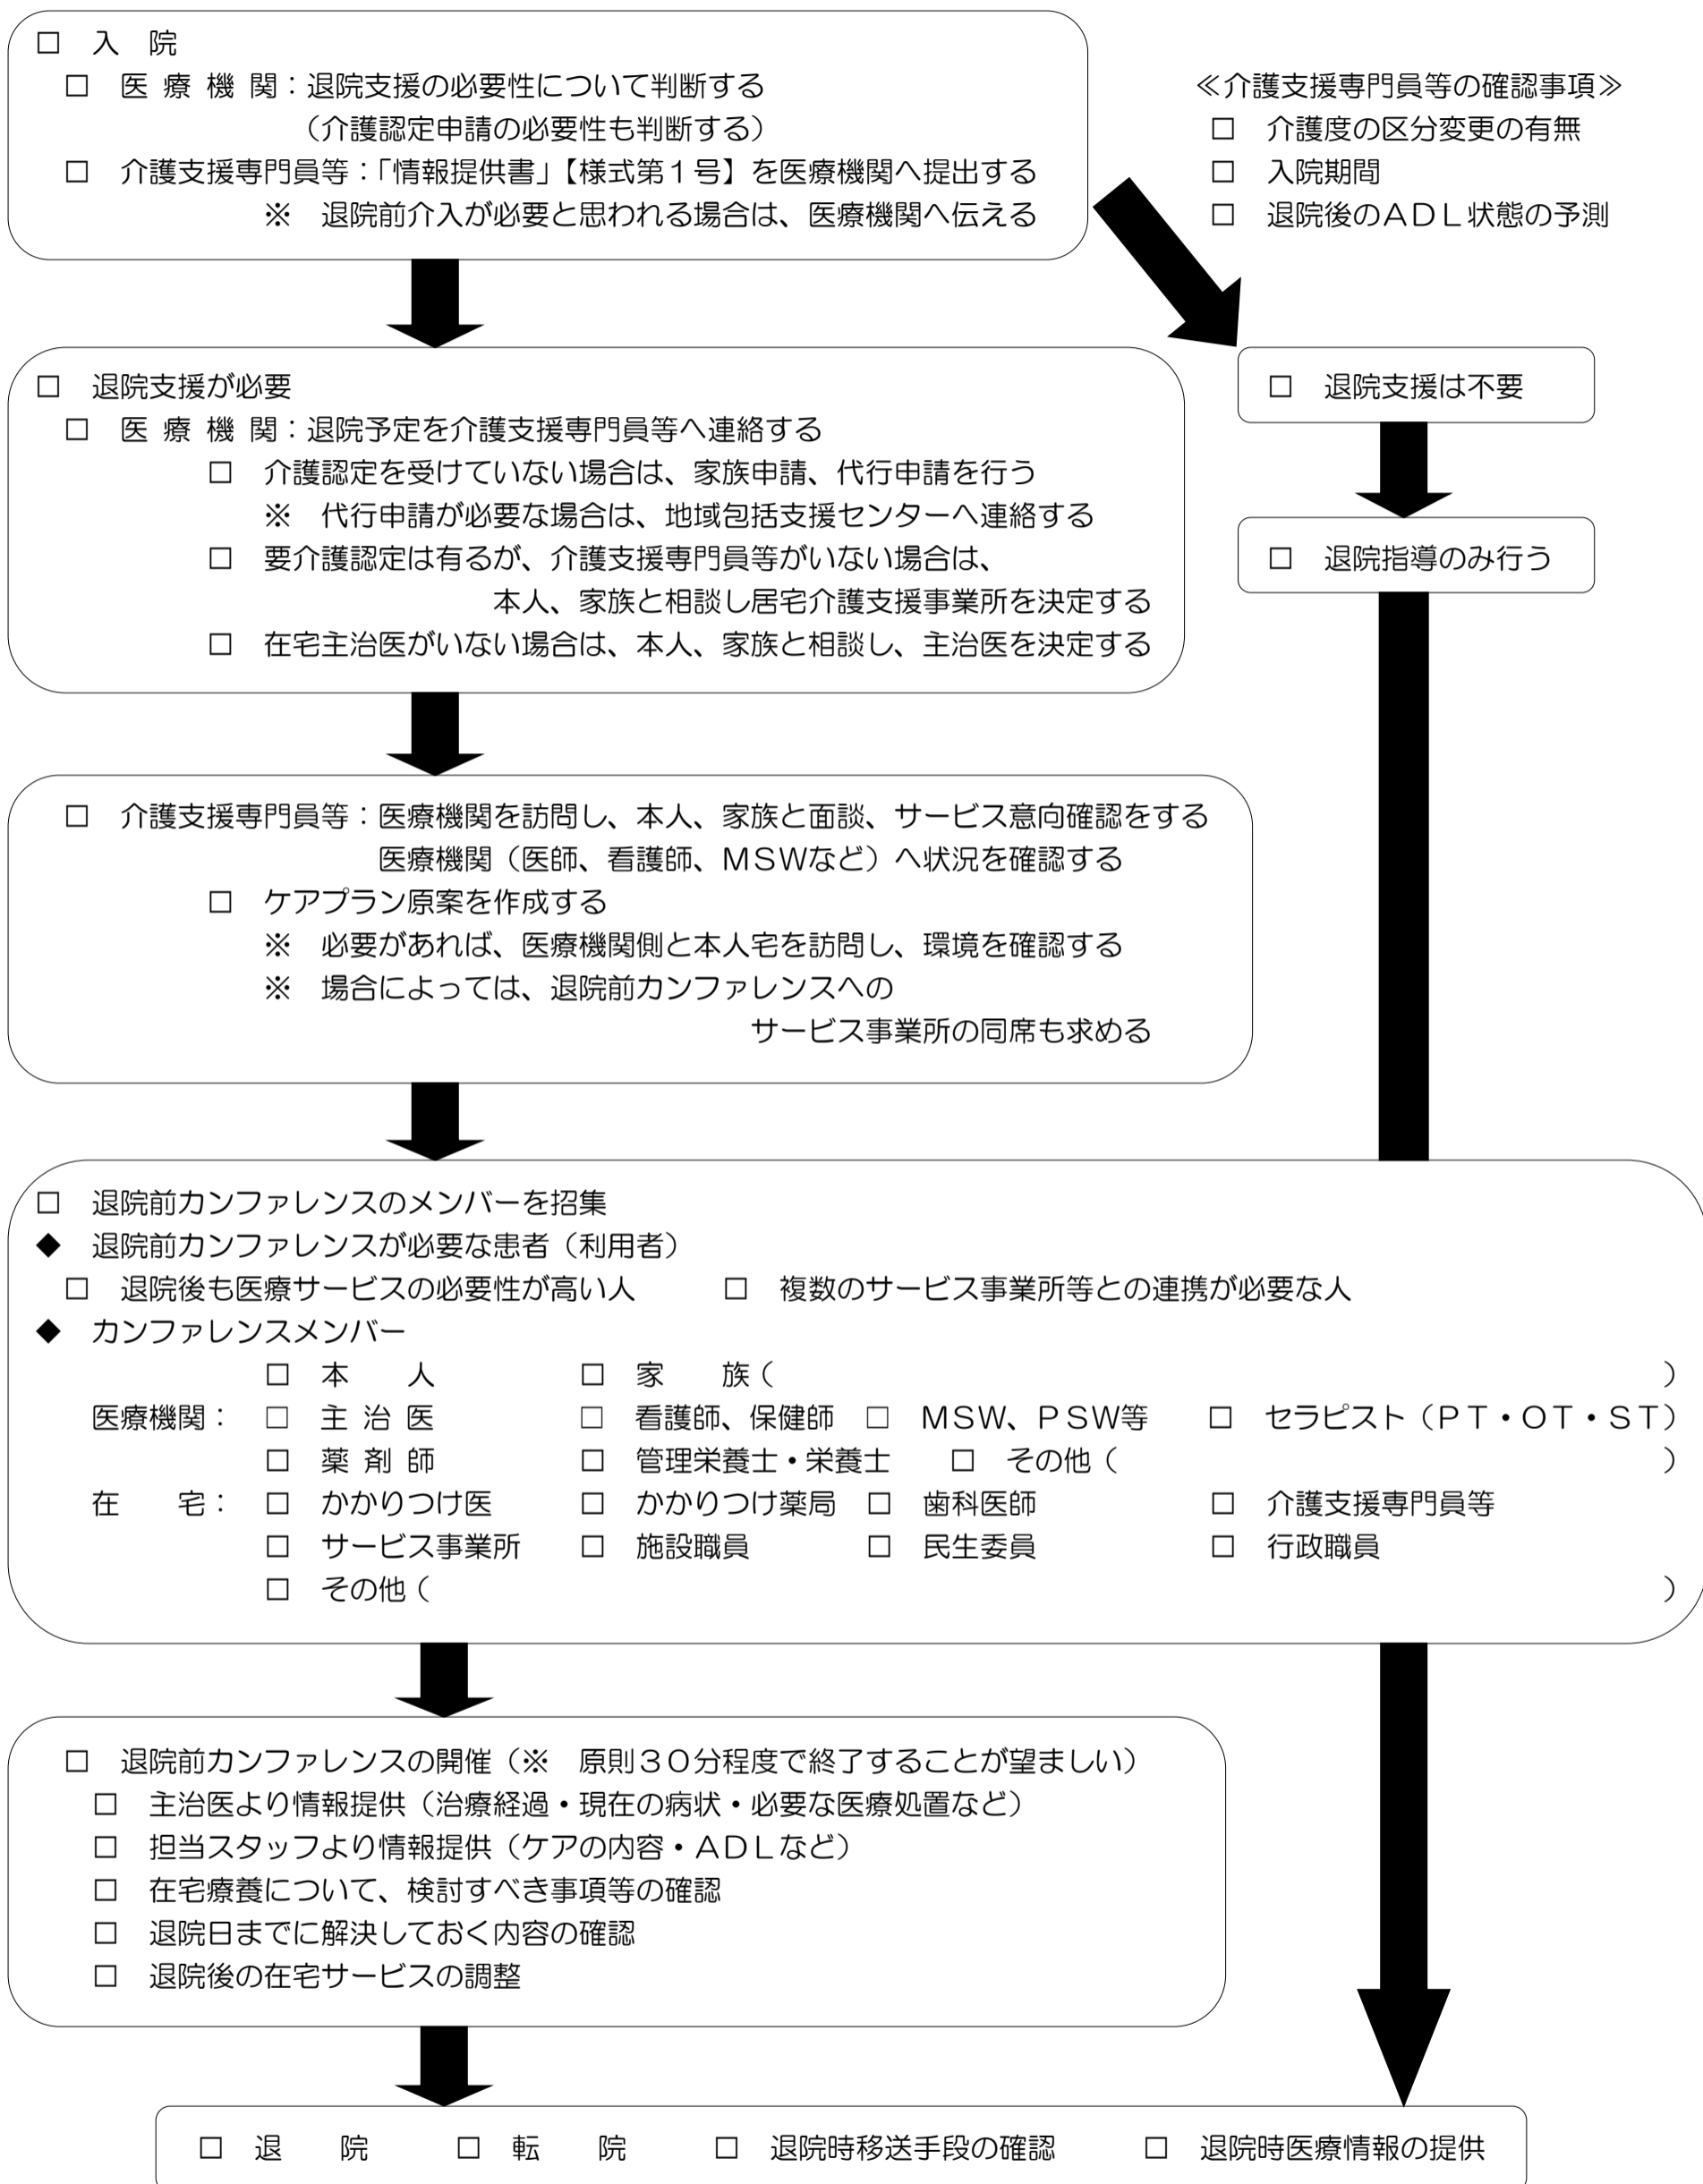 □ 入 院
□ 医 療 機 関：退院支援の必要性について判断する
（介護認定申請の必要性も判断する）
□ 介護支援専門員等：「情報提供書」【様式第１号】を医療機関へ提出する
※ 退院前介入が必要と思われる場合は、医療機関へ伝える
≪介護支援専門員等の確認事項≫
□ 介護度の区分変更の有無
□ 入院期間
□ 退院後のＡＤＬ状態の予測
□ 退院支援が必要
□ 医 療 機 関：退院予定を介護支援専門員等へ連絡する
□ 介護認定を受けていない場合は、家族申請、代行申請を行う
※ 代行申請が必要な場合は、地域包括支援センターへ連絡する
□ 要介護認定は有るが、介護支援専門員等がいない場合は、
本人、家族と相談し居宅介護支援事業所を決定する
□ 在宅主治医がいない場合は、本人、家族と相談し、主治医を決定する
□ 退院支援は不要
□ 退院指導のみ行う
□ 介護支援専門員等：医療機関を訪問し、本人、家族と面談、サービス意向確認をする
医療機関（医師、看護師、ＭＳＷなど）へ状況を確認する
□ ケアプラン原案を作成する
※ 必要があれば、医療機関側と本人宅を訪問し、環境を確認する
※ 場合によっては、退院前カンファレンスへの
サービス事業所の同席も求める
□ 退院前カンファレンスのメンバーを招集
◆ 退院前カンファレンスが必要な患者（利用者）
□ 退院後も医療サービスの必要性が高い人 □ 複数のサービス事業所等との連携が必要な人
◆ カンファレンスメンバー
□ 本 人 □ 家 族（ ）
医療機関： □ 主 治 医 □ 看護師、保健師 □ ＭＳＷ、ＰＳＷ等 □ セラピスト（ＰＴ・ＯＴ・ＳＴ）
□ 薬 剤 師 □ 管理栄養士・栄養士 □ その他（ ）
在 宅： □ かかりつけ医 □ かかりつけ薬局 □ 歯科医師 □ 介護支援専門員等
□ サービス事業所 □ 施設職員 □ 民生委員 □ 行政職員
□ その他（ ）
□ 退院前カンファレンスの開催（※ 原則３０分程度で終了することが望ましい）
□ 主治医より情報提供（治療経過・現在の病状・必要な医療処置など）
□ 担当スタッフより情報提供（ケアの内容・ＡＤＬなど）
□ 在宅療養について、検討すべき事項等の確認
□ 退院日までに解決しておく内容の確認
□ 退院後の在宅サービスの調整
□ 退 院 □ 転 院 □ 退院時移送手段の確認 □ 退院時医療情報の提供